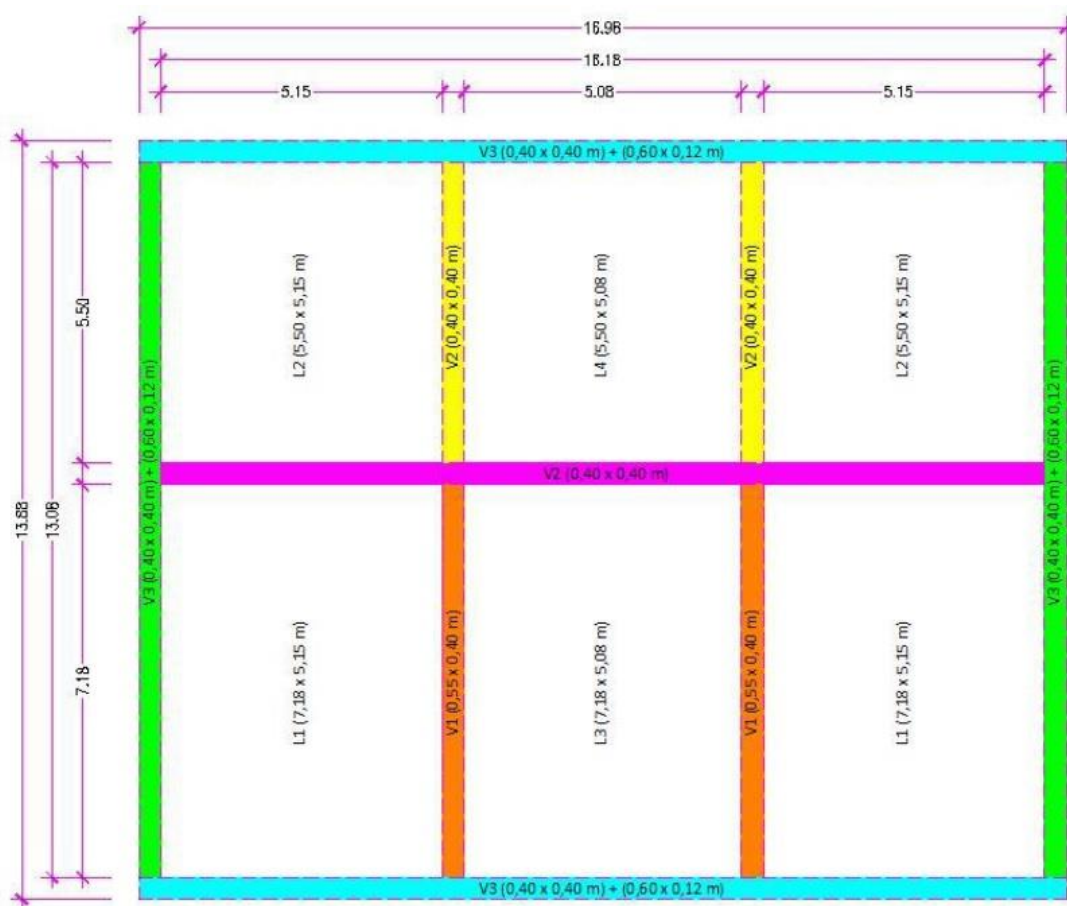 16.98
16.18
5.15
5.08
5.15
V3 (0,40 x 0,40 m) + (0,60 x 0,12 m)
13.88
13.08
5.50
7.18
V3 (0,40 x 0,40 m) + (0,60 x 0,12 m)
L2 (5,50 x 5,15 m)
V2 (0,40 x 0,40 m)
L4 (5,50 x 5,08 m)
V2 (0,40 x 0,40 m)
L2 (5,50 x 5,15 m)
V3 (0,40 x 0,40 m) + (0,60 x 0,12 m)
V2 (0,40 x 0,40 m)
L1 (7,18 x 5,15 m)
V1 (0,55 x 0,40 m)
L3 (7,18 x 5,08 m)
V1 (0,55 x 0,40 m)
L1 (7,18 x 5,15 m)
V3 (0,40 x 0,40 m) + (0,60 x 0,12 m)